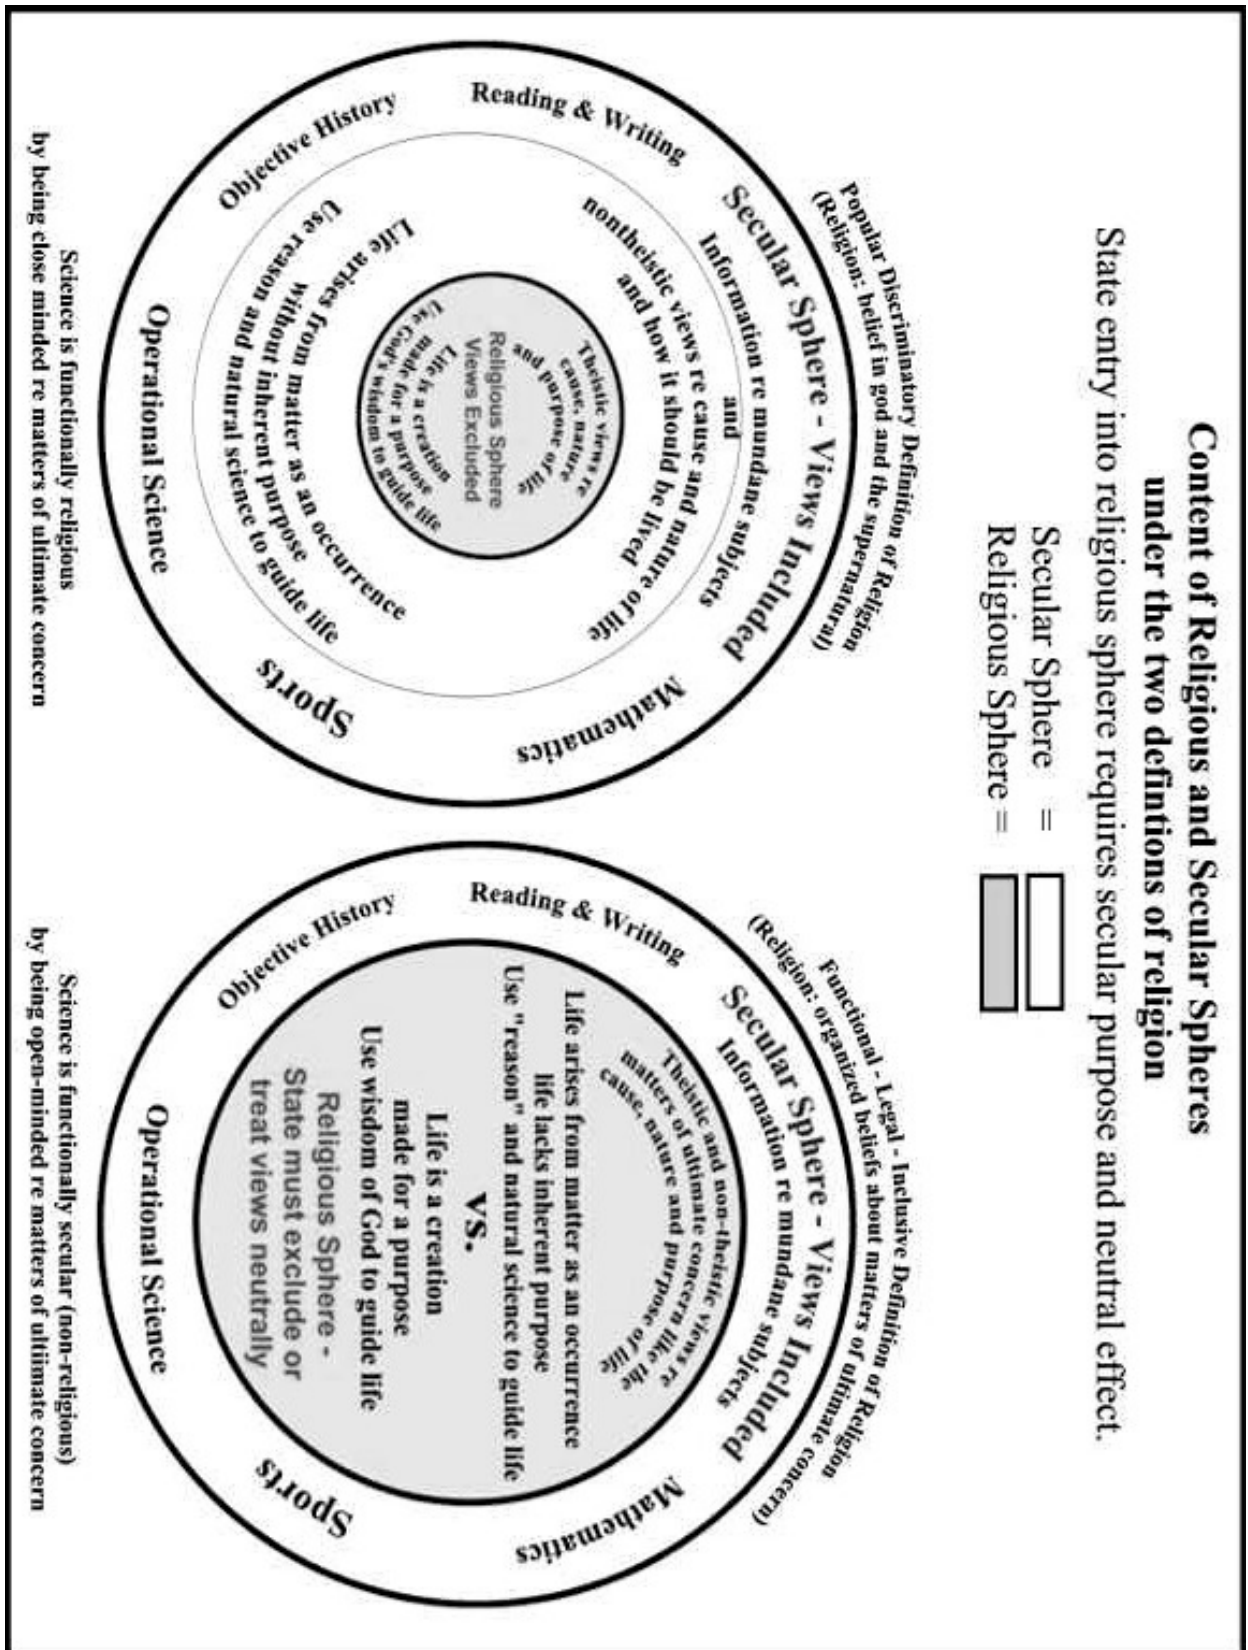 Content of Religious and Secular Spheres
under the two defintions of religion
State entry into religious sphere requires secular purpose and neutral effect.
Secular Sphere =
Religious Sphere =
Popular Discriminatory Definition of Religion
(Religion: belief in god and the supernatural)
Secular Sphere - Views Included
Information re mundane subjects
and
nontheistic views re cause and nature of life
and how it should be lived
Reading & Writing
Mathematics
Theistic views re
cause, nature
and purpose of life
Religious Sphere
Views Excluded
Life is a creation
made for a purpose
Use God's wisdom to guide life
Life arises from matter as an occurrence
without inherent purpose
Use reason and natural science to guide life
Objective History
Operational Science
Sports
Science is functionally religious
by being close minded re matters of ultimate concern
Functional - Legal - Inclusive Definition of Religion
(Religion: organized beliefs about matters of ultimate concern)
Secular Sphere - Views Included
Information re mundane subjects
Reading & Writing
Mathematics
Theistic and non-theistic views re
matters of ultimate concern like the
cause, nature and purpose of life
Life arises from matter as an occurrence
life lacks inherent purpose
Use "reason" and natural science to guide life
vs.
Life is a creation
made for a purpose
Use wisdom of God to guide life
Religious Sphere -
State must exclude or
treat views neutrally
Objective History
Operational Science
Sports
Science is functionally secular (non-religious)
by being open-minded re matters of ultiimate concern